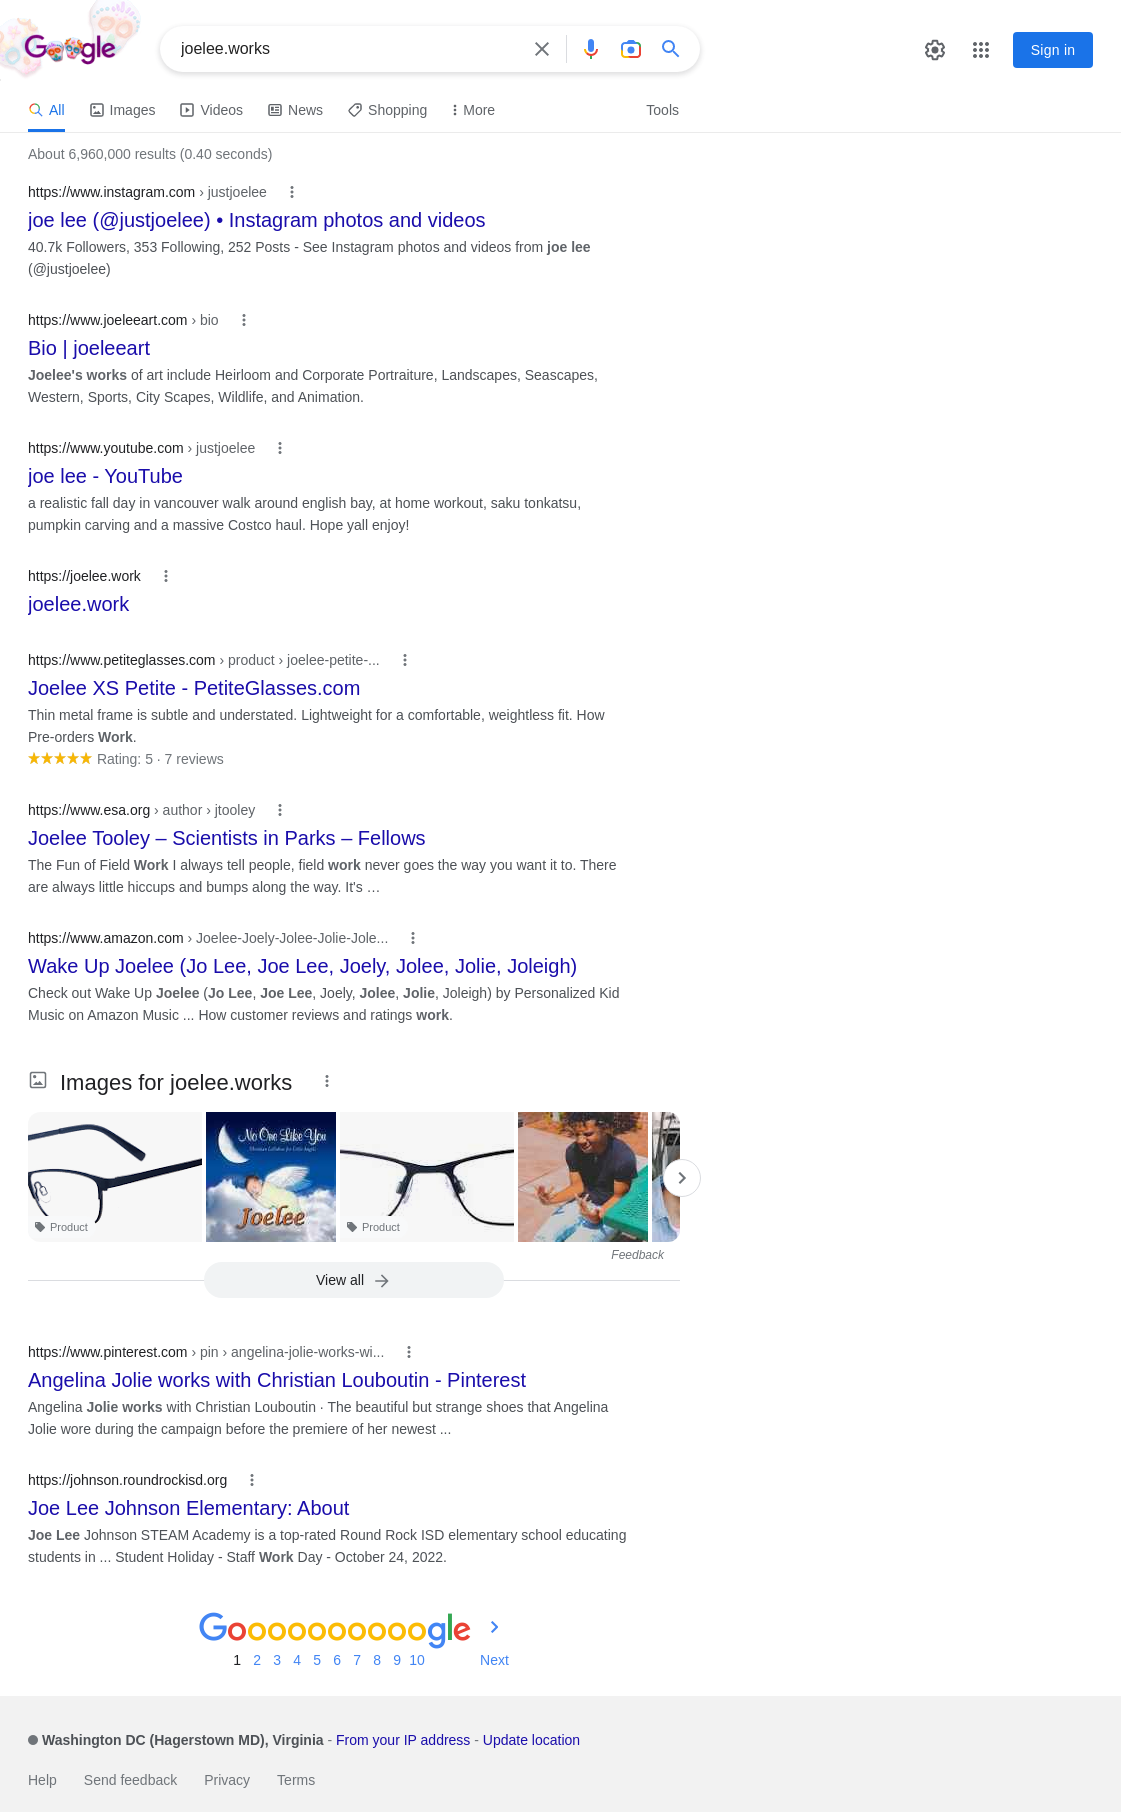 Google
joelee.works
Sign in
All
Images
Videos
News
Shopping
More
Tools
About 6,960,000 results (0.40 seconds)
https://www.instagram.com › justjoelee
joe lee (@justjoelee) • Instagram photos and videos
40.7k Followers, 353 Following, 252 Posts - See Instagram photos and videos from joe lee
(@justjoelee)
https://www.joeleeart.com › bio
Bio | joeleeart
Joelee's works of art include Heirloom and Corporate Portraiture, Landscapes, Seascapes,
Western, Sports, City Scapes, Wildlife, and Animation.
https://www.youtube.com › justjoelee
joe lee - YouTube
a realistic fall day in vancouver walk around english bay, at home workout, saku tonkatsu,
pumpkin carving and a massive Costco haul. Hope yall enjoy!
https://joelee.work
joelee.work
https://www.petiteglasses.com › product › joelee-petite-...
Joelee XS Petite - PetiteGlasses.com
Thin metal frame is subtle and understated. Lightweight for a comfortable, weightless fit. How
Pre-orders Work.
Rating: 5 · 7 reviews
https://www.esa.org › author › jtooley
Joelee Tooley – Scientists in Parks – Fellows
The Fun of Field Work I always tell people, field work never goes the way you want it to. There
are always little hiccups and bumps along the way. It's …
https://www.amazon.com › Joelee-Joely-Jolee-Jolie-Jole...
Wake Up Joelee (Jo Lee, Joe Lee, Joely, Jolee, Jolie, Joleigh)
Check out Wake Up Joelee (Jo Lee, Joe Lee, Joely, Jolee, Jolie, Joleigh) by Personalized Kid
Music on Amazon Music ... How customer reviews and ratings work.
Images for joelee.works
No One Like You
Joelee
Product
Product
Feedback
View all
https://www.pinterest.com › pin › angelina-jolie-works-wi...
Angelina Jolie works with Christian Louboutin - Pinterest
Angelina Jolie works with Christian Louboutin · The beautiful but strange shoes that Angelina
Jolie wore during the campaign before the premiere of her newest ...
https://johnson.roundrockisd.org
Joe Lee Johnson Elementary: About
Joe Lee Johnson STEAM Academy is a top-rated Round Rock ISD elementary school educating
students in ... Student Holiday - Staff Work Day - October 24, 2022.
Goooooooooogle
1 2 3 4 5 6 7 8 9 10 Next
Washington DC (Hagerstown MD), Virginia - From your IP address - Update location
Help Send feedback Privacy Terms